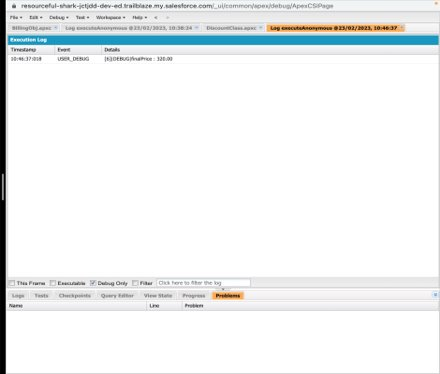 resourceful-shark-jctjdd-dev-ed.trailblaze.my.salesforce.com/_ui/common/apex/debug/ApexCSIPage
File Edit Debug Test Workspace Help < >
BillingObj.apxc Log executeAnonymous @23/02/2023, 10:38:24 DiscountClass.apxc Log executeAnonymous @23/02/2023, 10:46:37
Execution Log
Timestamp Event Details
10:46:37:018 USER_DEBUG [6]|DEBUG|finalPrice : 320.00
This Frame Executable Debug Only Filter Click here to filter the log
Logs Tests Checkpoints Query Editor View State Progress Problems
Name Line Problem